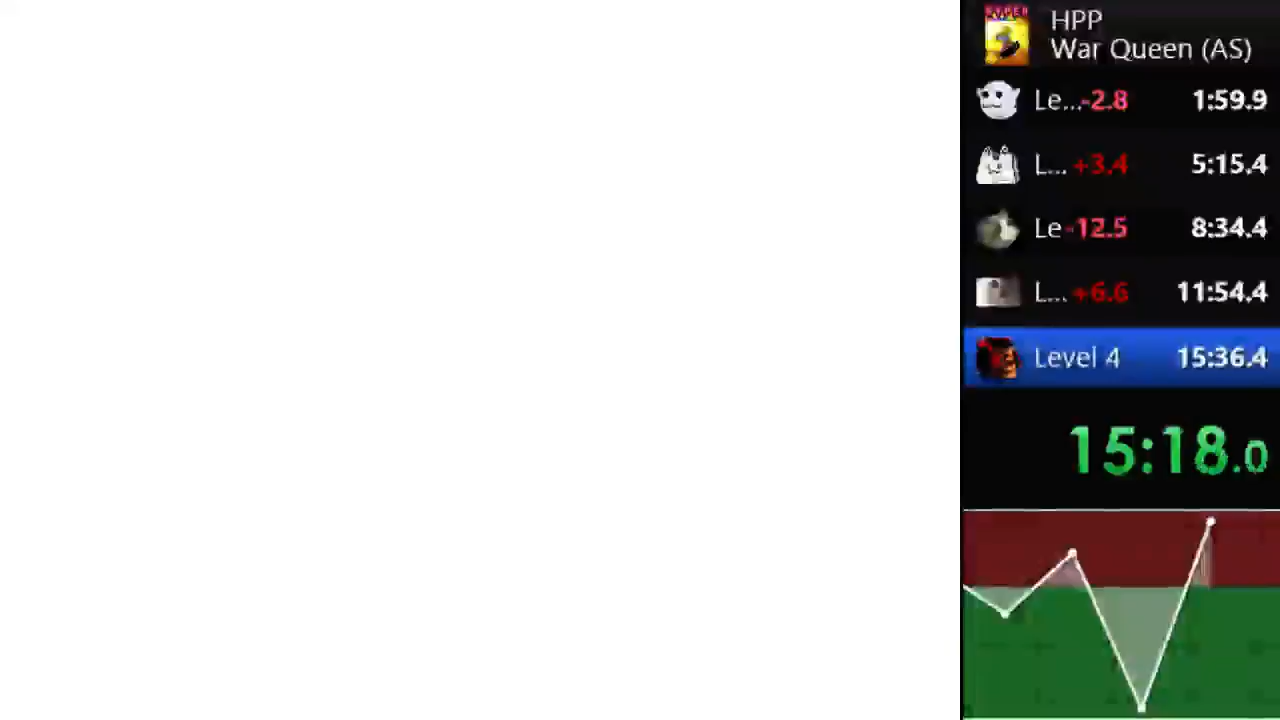 HPP
War Queen (AS)
Le... -2.8 1:59.9
L... +3.4 5:15.4
Le -12.5 8:34.4
L... +6.6 11:54.4
Level 4 15:36.4
15:18.0